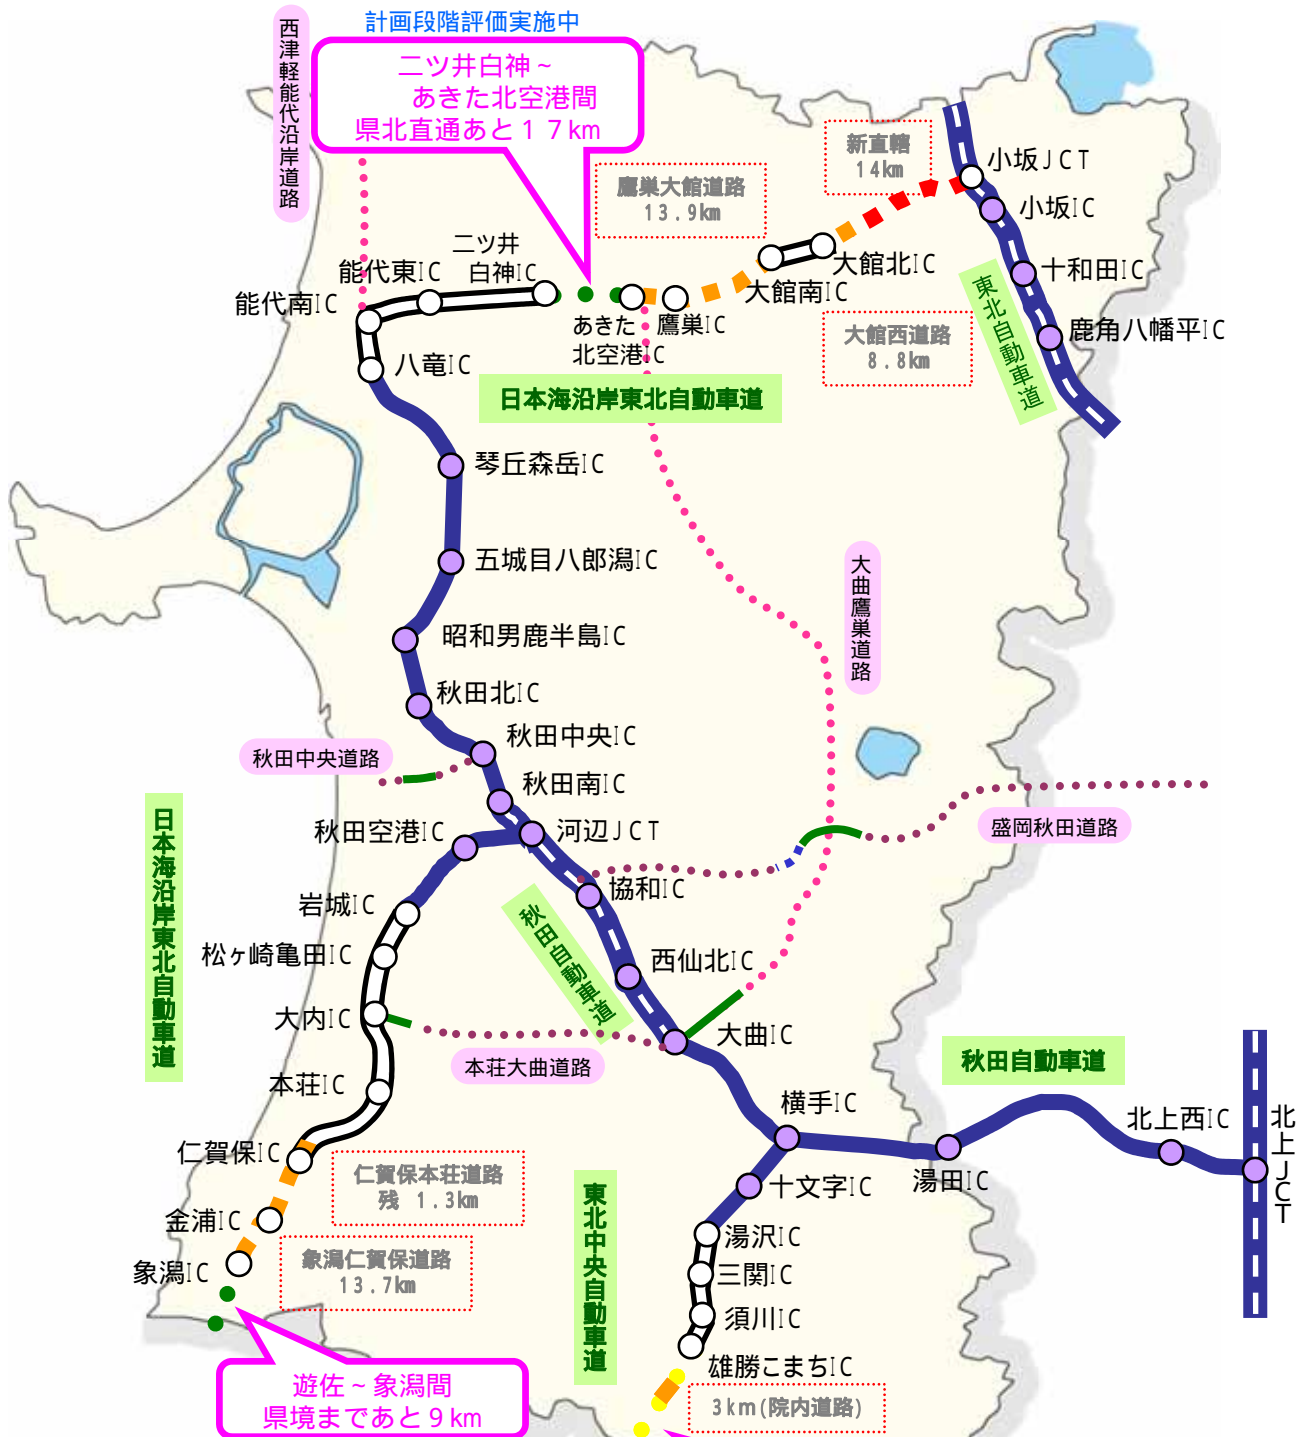 計画段階評価実施中
西津軽能代沿岸道路
二ツ井白神～
あきた北空港間
県北直通あと１７km
新直轄
14km
小坂JCT
鷹巣大館道路
13.9km
小坂IC
二ツ井
白神IC
能代東IC
大館北IC
十和田IC
能代南IC
大館南IC
あきた
北空港IC
鷹巣IC
大館西道路
8.8km
東北自動車道
鹿角八幡平IC
八竜IC
日本海沿岸東北自動車道
琴丘森岳IC
五城目八郎潟IC
大曲鷹巣道路
昭和男鹿半島IC
秋田北IC
秋田中央IC
秋田中央道路
秋田南IC
日本海沿岸東北自動車道
秋田空港IC
河辺JCT
盛岡秋田道路
協和IC
岩城IC
秋田自動車道
松ヶ崎亀田IC
西仙北IC
大内IC
大曲IC
本荘大曲道路
秋田自動車道
本荘IC
横手IC
北上西IC
北上JCT
仁賀保IC
仁賀保本荘道路
残 1.3km
十文字IC
湯田IC
東北中央自動車道
金浦IC
湯沢IC
象潟IC
象潟仁賀保道路
13.7km
三関IC
須川IC
雄勝こまちIC
遊佐～象潟間
県境まであと９km
3km(院内道路)